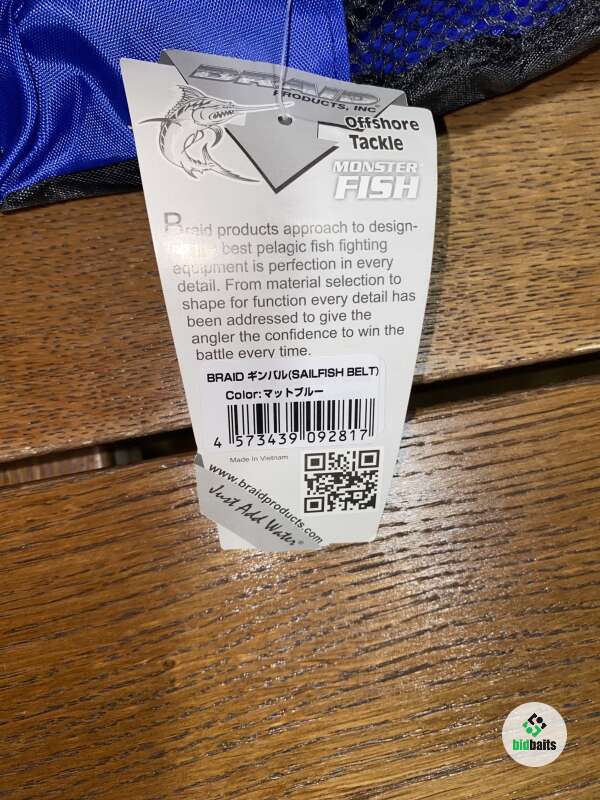 BRAID
PRODUCTS, INC
Offshore
Tackle
MONSTER
FISH
Braid products approach to design-
ing the best pelagic fish fighting
equipment is perfection in every
detail. From material selection to
shape for function every detail has
been addressed to give the
angler the confidence to win the
battle every time.
BRAID ギンバル(SAILFISH BELT)
Color:マットブルー
4 573439 092817
Made In Vietnam
www.braidproducts.com
Just Add Water®
bidbaits